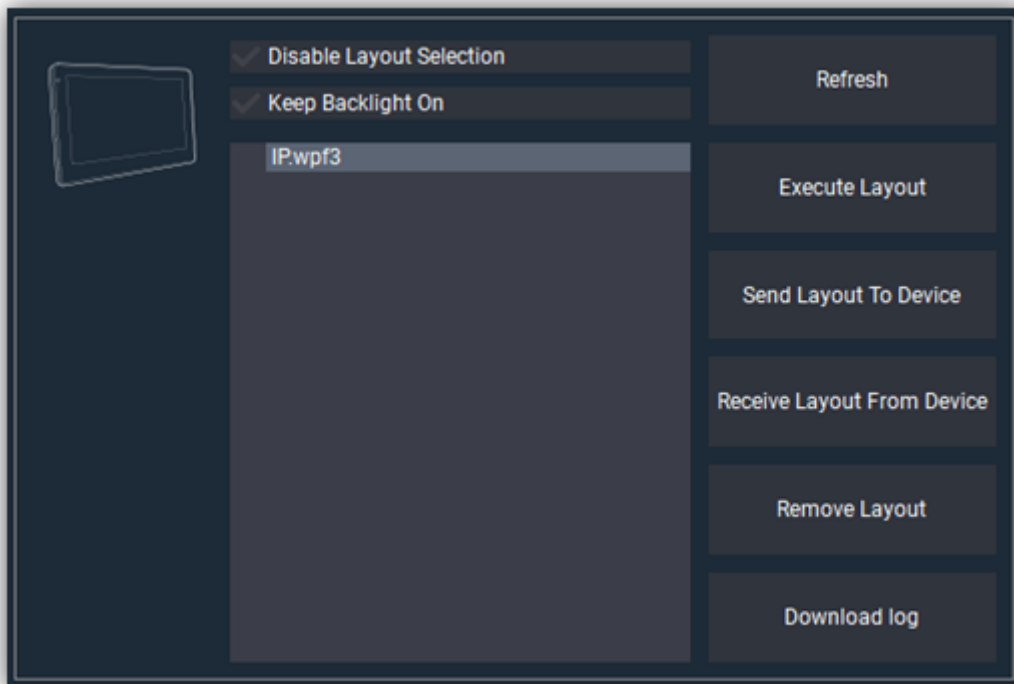 Disable Layout Selection
Keep Backlight On
IP.wpf3
Refresh
Execute Layout
Send Layout To Device
Receive Layout From Device
Remove Layout
Download log